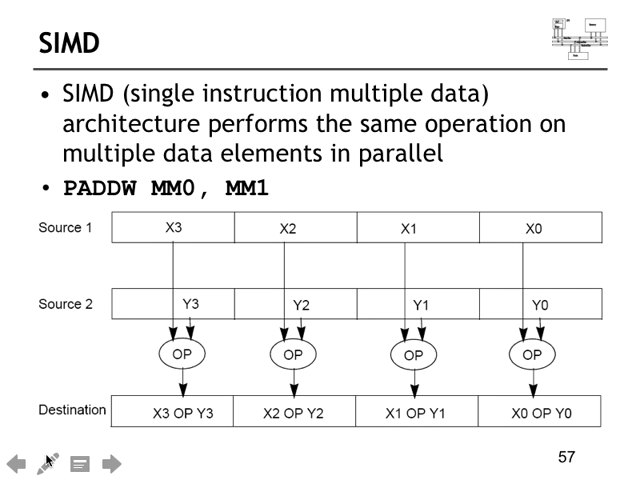 SIMD
• SIMD (single instruction multiple data)
architecture performs the same operation on
multiple data elements in parallel
• PADDW MM0, MM1
Source 1 X3 X2 X1 X0
Source 2 Y3 Y2 Y1 Y0
OP OP OP OP
Destination X3 OP Y3 X2 OP Y2 X1 OP Y1 X0 OP Y0
57